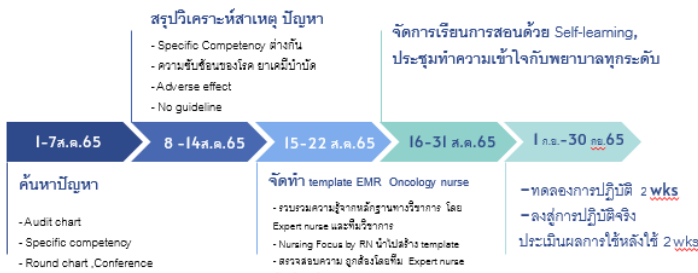 สรุปวิเคราะห์สาเหตุ ปัญหา
- Specific Competency ต่างกัน
- ความซับซ้อนของโรค ยาเคมีบำบัด
- Adverse effect
- No guideline
จัดการเรียนการสอนด้วย Self-learning,
ประชุมทำความเข้าใจกับพยาบาลทุกระดับ
1-7ส.ค.65
8 -14ส.ค.65
15-22 ส.ค.65
16-31 ส.ค.65
1 ก.ย.-30 กย.65
ค้นหาปัญหา
- Audit chart
- Specific competency
- Round chart ,Conference
จัดทำ template EMR Oncology nurse
- รวบรวมความรู้จากหลักฐานทางวิชาการ โดย
Expert nurse และทีมวิชาการ
- Nursing Focus by RN นำไปสร้าง template
- ตรวจสอบความ ถูกต้องโดยทีม Expert nurse
-ทดลองการปฏิบัติ 2 wks
-ลงสู่การปฏิบัติจริง
ประเมินผลการใช้หลังใช้ 2 wks